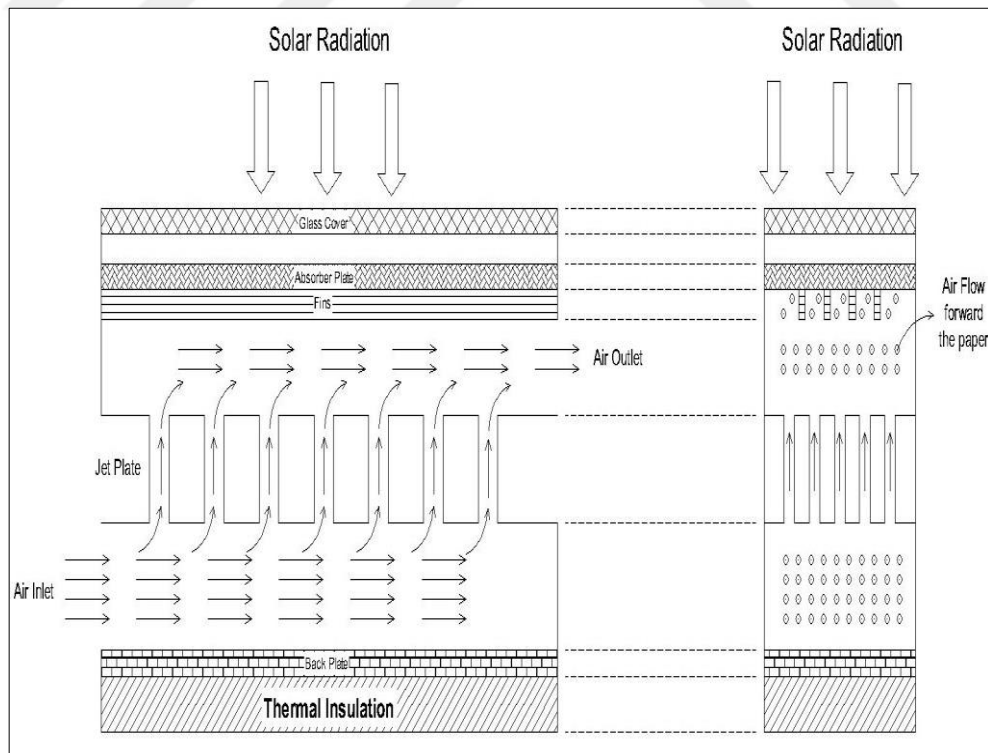 Solar Radiation
Solar Radiation
Glass Cover
Absorber Plate
Fins
Air Flow
forward
the paper
Air Outlet
Jet Plate
Air Inlet
Back Plate
Thermal Insulation